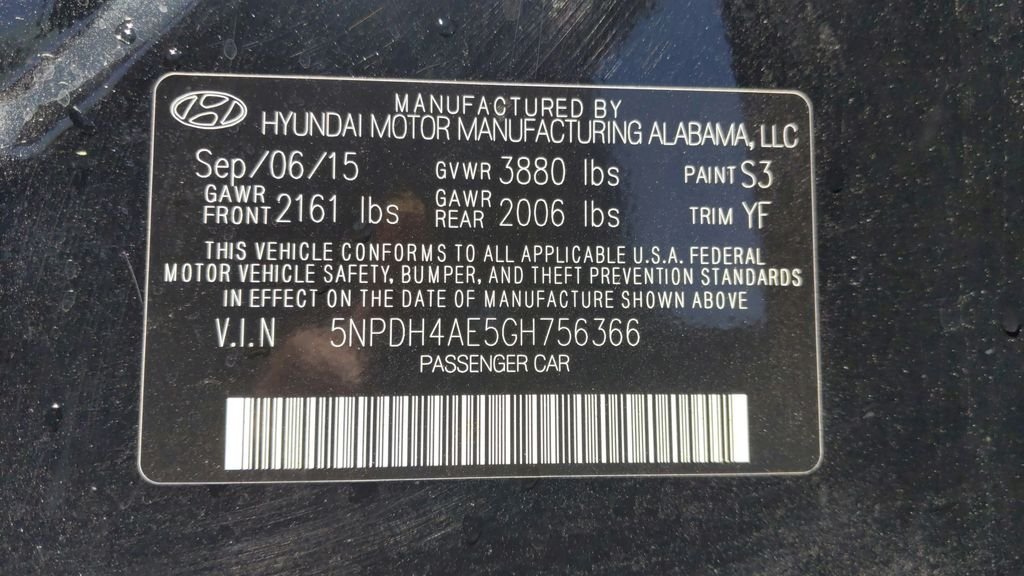 MANUFACTURED BY
HYUNDAI MOTOR MANUFACTURING ALABAMA, LLC
Sep/06/15 GVWR 3880 lbs PAINT S3
GAWR FRONT 2161 lbs GAWR REAR 2006 lbs TRIM YF
THIS VEHICLE CONFORMS TO ALL APPLICABLE U.S.A. FEDERAL
MOTOR VEHICLE SAFETY, BUMPER, AND THEFT PREVENTION STANDARDS
IN EFFECT ON THE DATE OF MANUFACTURE SHOWN ABOVE
V.I.N 5NPDH4AE5GH756366
PASSENGER CAR